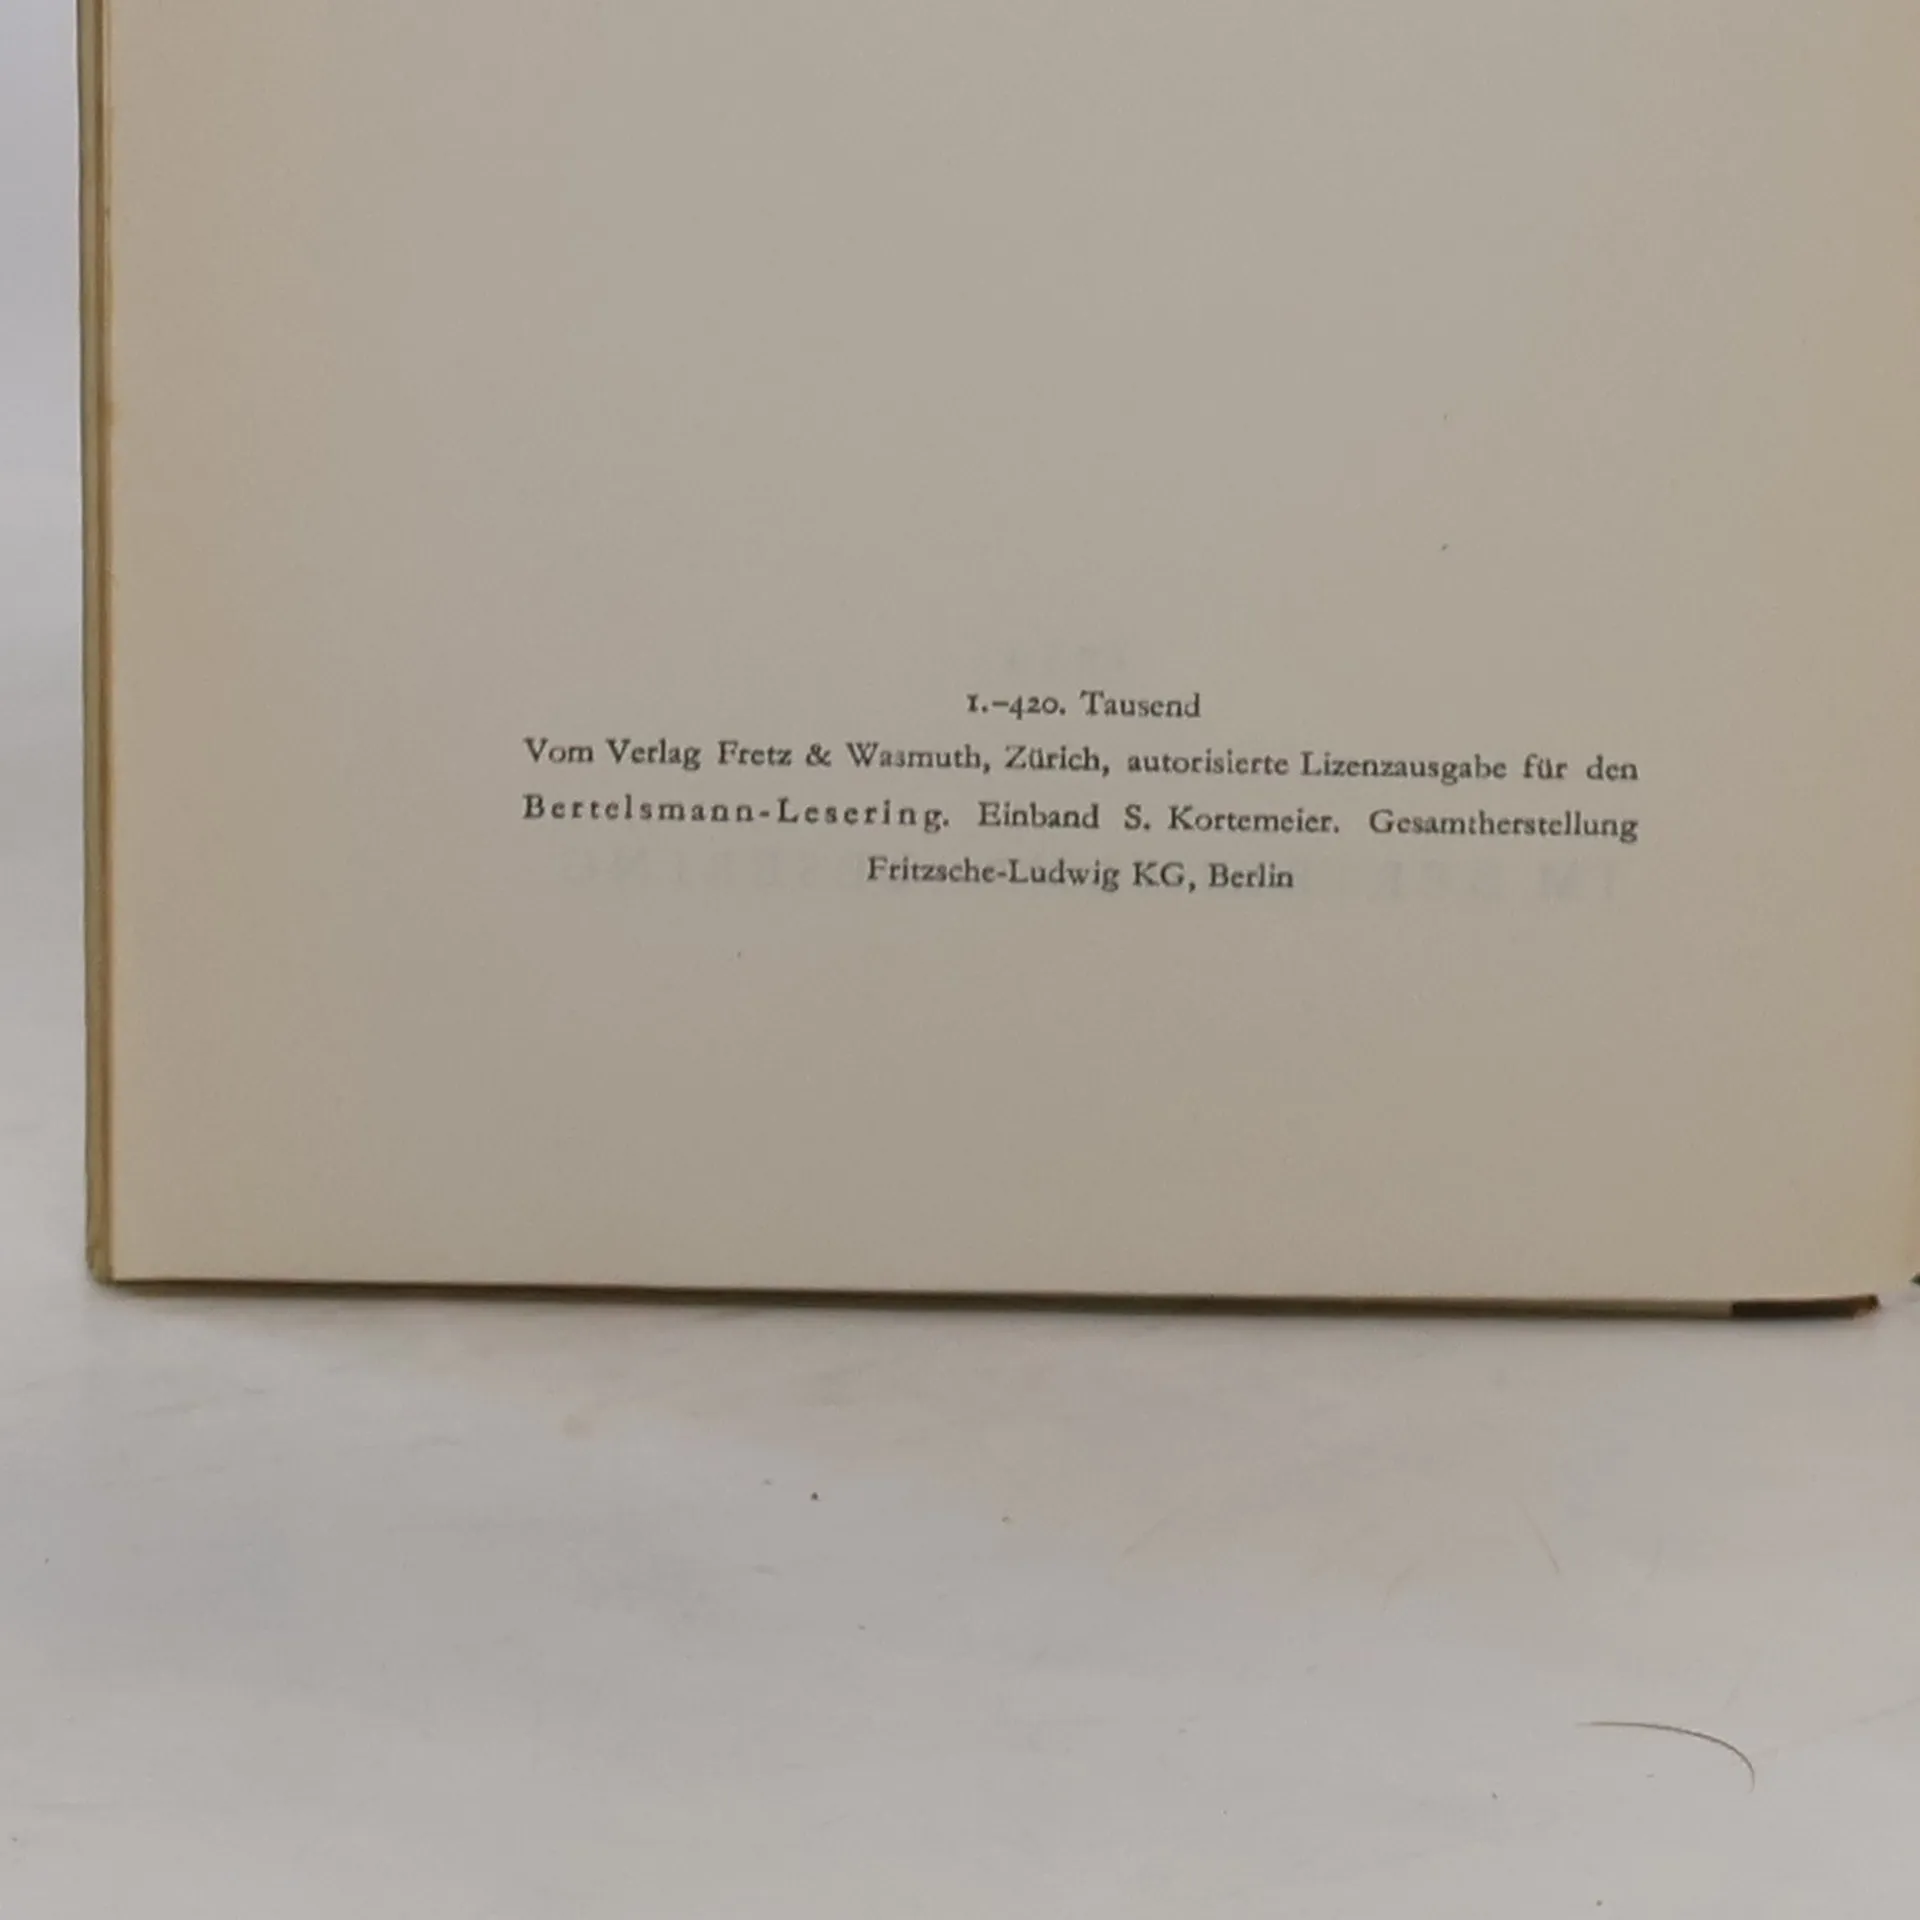 1.–420. Tausend
Vom Verlag Fretz & Wasmuth, Zürich, autorisierte Lizenzausgabe für den
Bertelsmann-Lesering. Einband S. Kortemeier. Gesamtherstellung
Fritzsche-Ludwig KG, Berlin